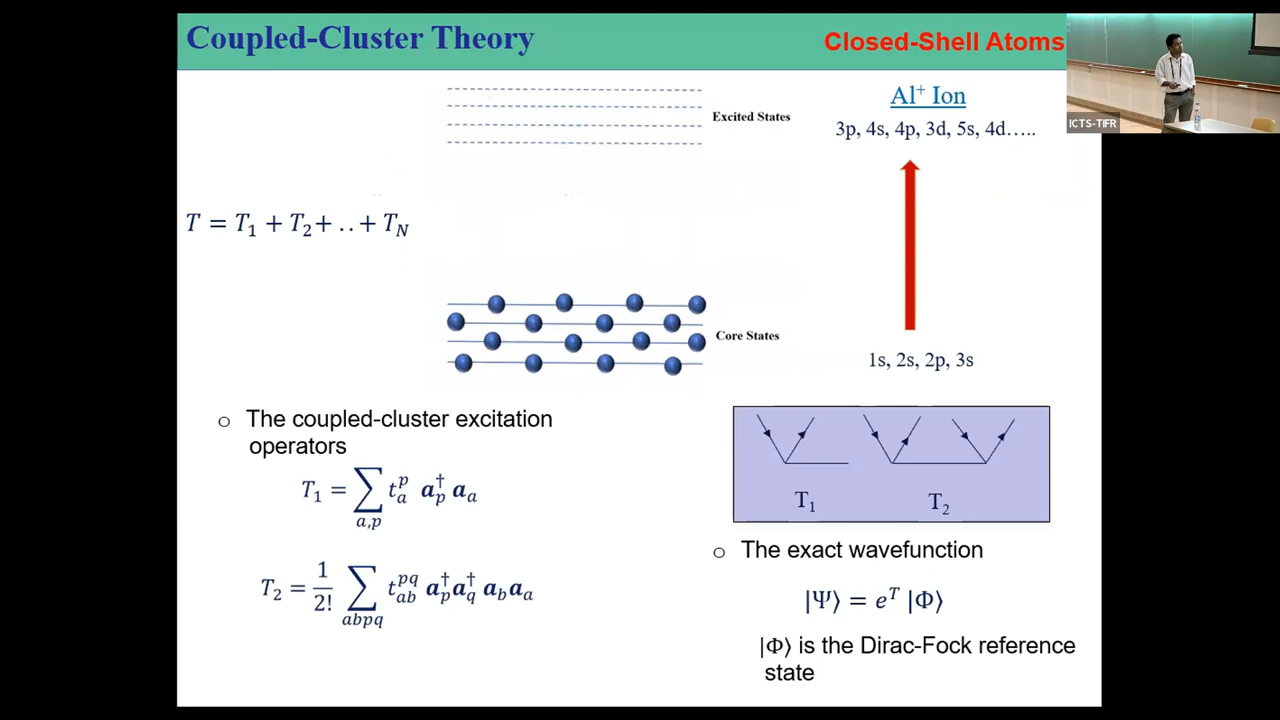 Coupled-Cluster Theory
Closed-Shell Atoms
ICTS-TIFR
Excited States
Al⁺ Ion
3p, 4s, 4p, 3d, 5s, 4d…..
T = T₁ + T₂+ ..+ T_N
Core States
1s, 2s, 2p, 3s
o The coupled-cluster excitation
operators
T₁ = ∑_{a,p} t_a^p a_p^† a_a
T₂ = 1/2! ∑_{abpq} t_{ab}^{pq} a_p^† a_q^† a_b a_a
T₁
T₂
o The exact wavefunction
|Ψ⟩ = e^T |Φ⟩
|Φ⟩ is the Dirac-Fock reference
state